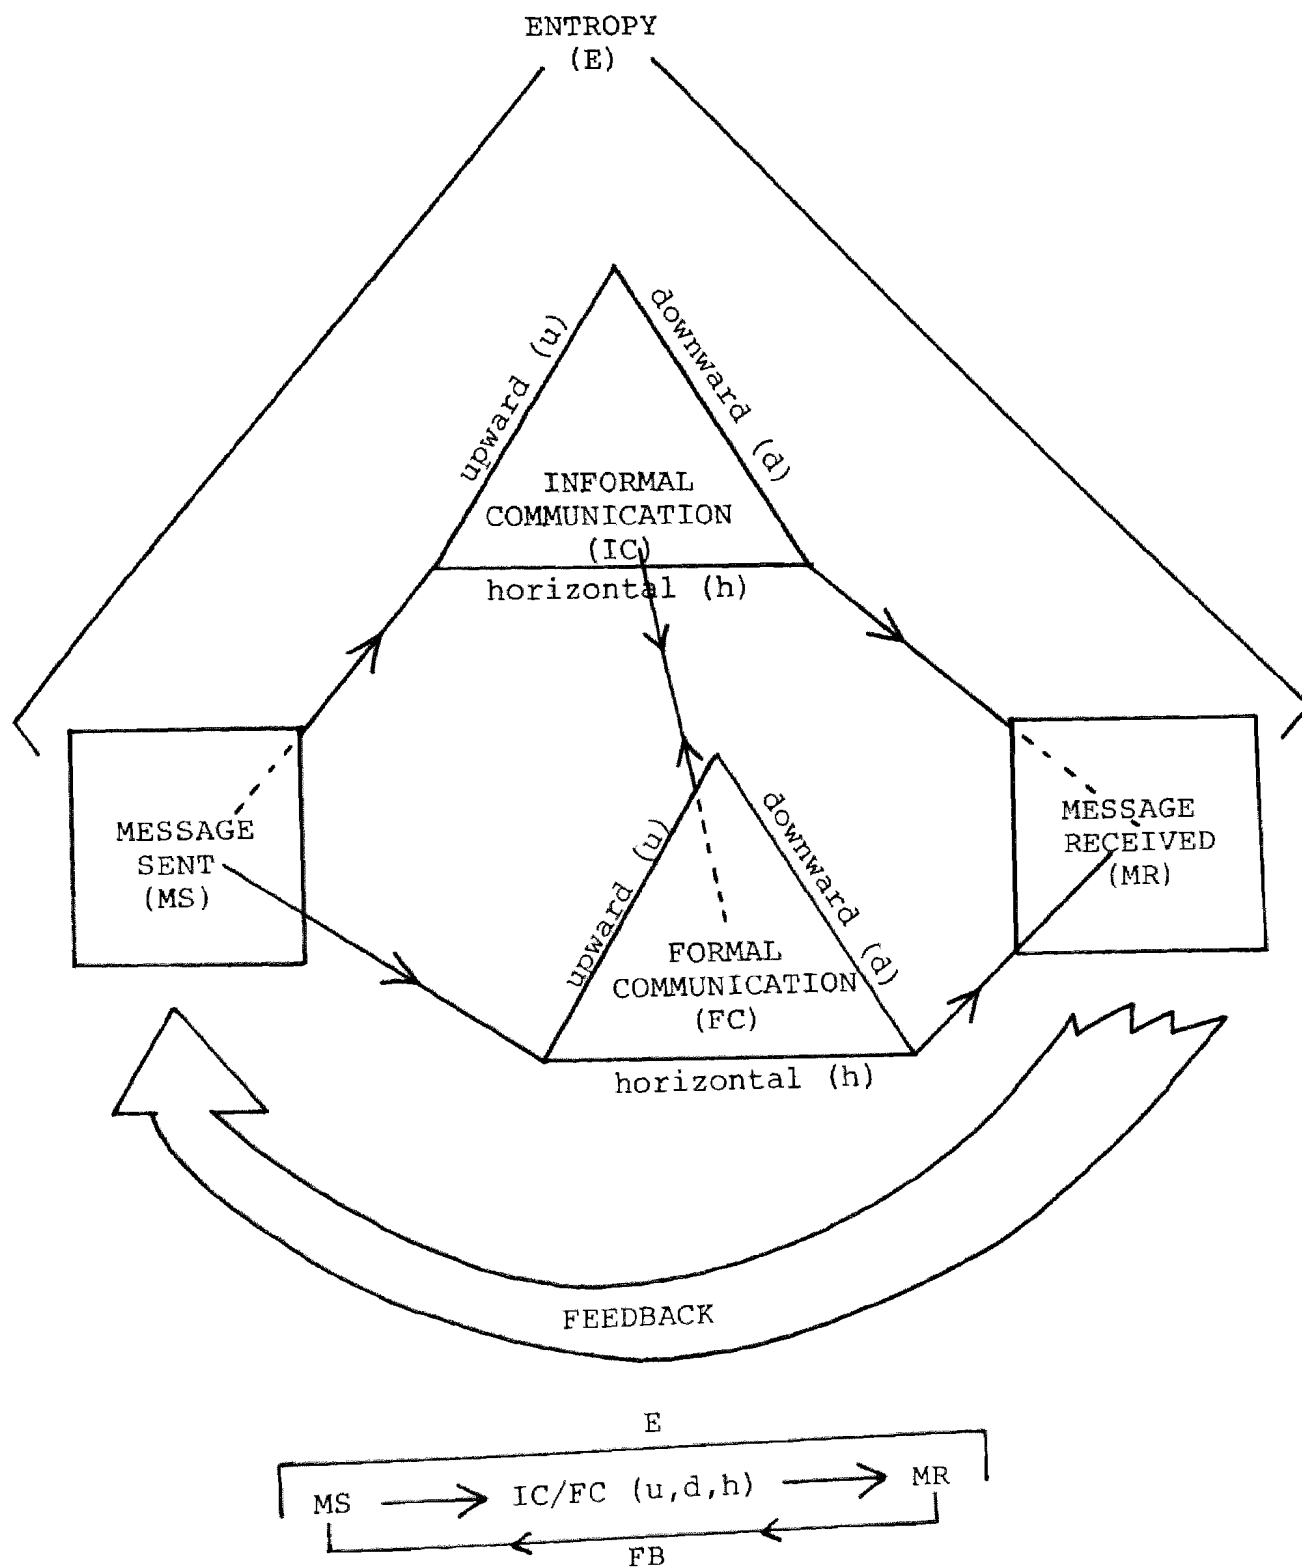 ENTROPY
(E)
upward (u)
downward (d)
INFORMAL
COMMUNICATION
(IC)
horizontal (h)
MESSAGE
SENT
(MS)
MESSAGE
RECEIVED
(MR)
upward (u)
downward (d)
FORMAL
COMMUNICATION
(FC)
horizontal (h)
FEEDBACK
E
MS IC/FC (u,d,h) MR
FB